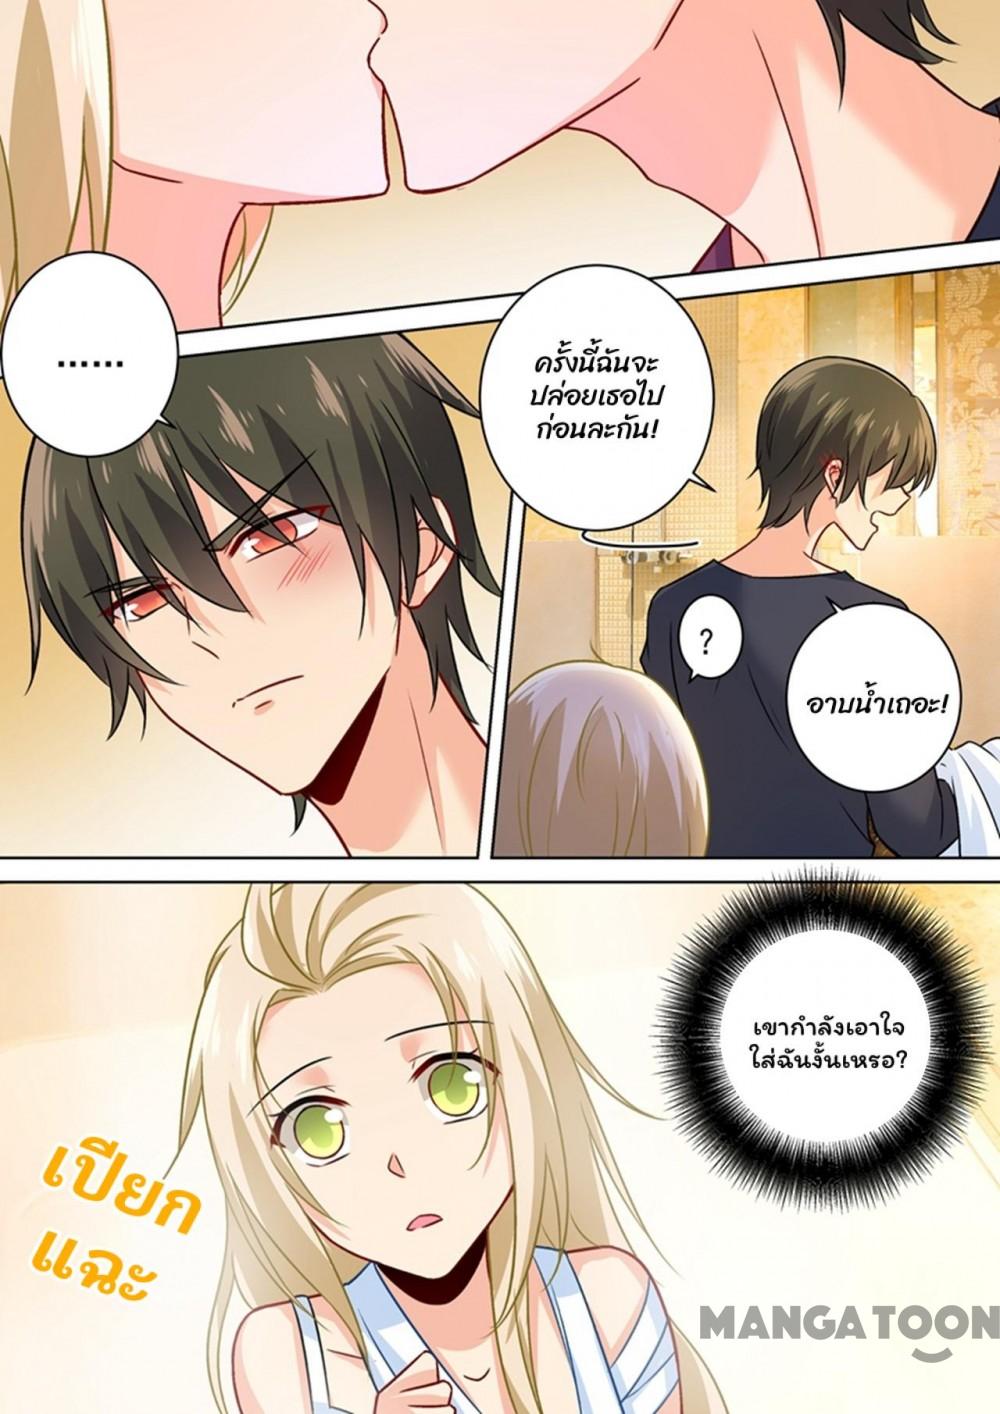 ……
ครั้งนี้ฉันจะ
ปล่อยเธอไป
ก่อนละกัน!
?
อาบน้ำเถอะ!
เขากำลังเอาใจ
ใส่ฉันงั้นเหรอ?
เปียก
แฉะ
MANGATOON